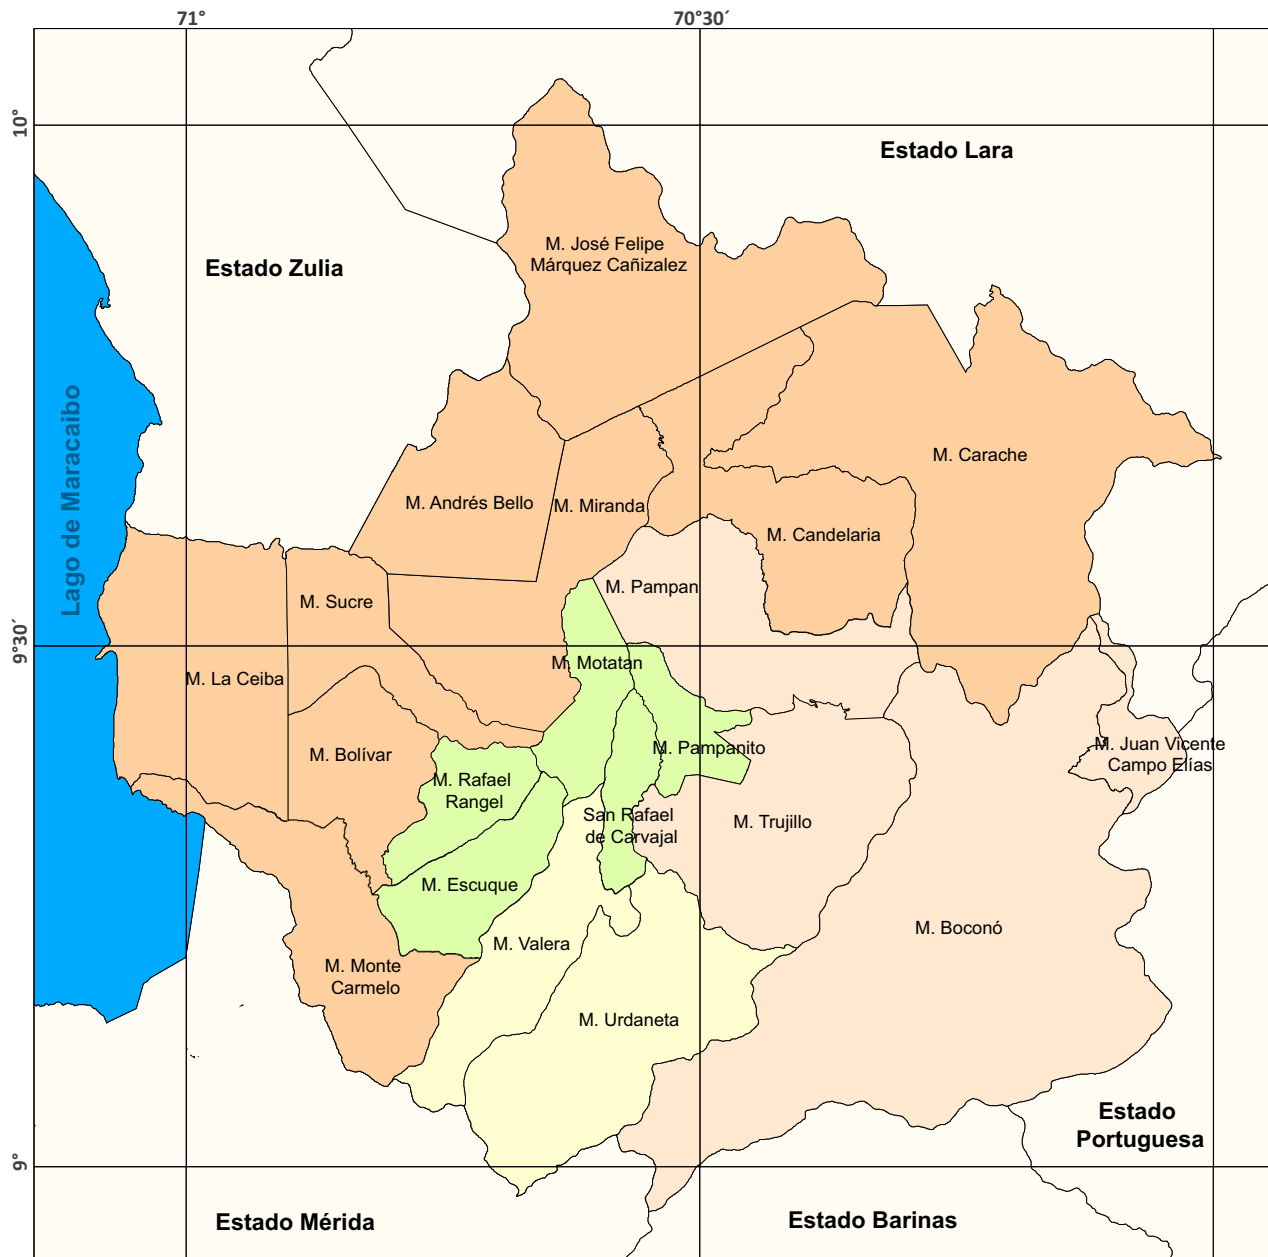 71°
70°30´
10°
Estado Lara
M. José Felipe
Márquez Cañizalez
Estado Zulia
Lago de Maracaibo
M. Carache
M. Andrés Bello
M. Miranda
M. Candelaria
M. Pampan
M. Sucre
9°30´
M. Motatan
M. La Ceiba
M. Pampanito
M. Juan Vicente
Campo Elías
M. Bolívar
M. Rafael
Rangel
San Rafael
de Carvajal
M. Trujillo
M. Escuque
M. Boconó
M. Valera
M. Monte
Carmelo
M. Urdaneta
Estado
Portuguesa
9°
Estado Mérida
Estado Barinas